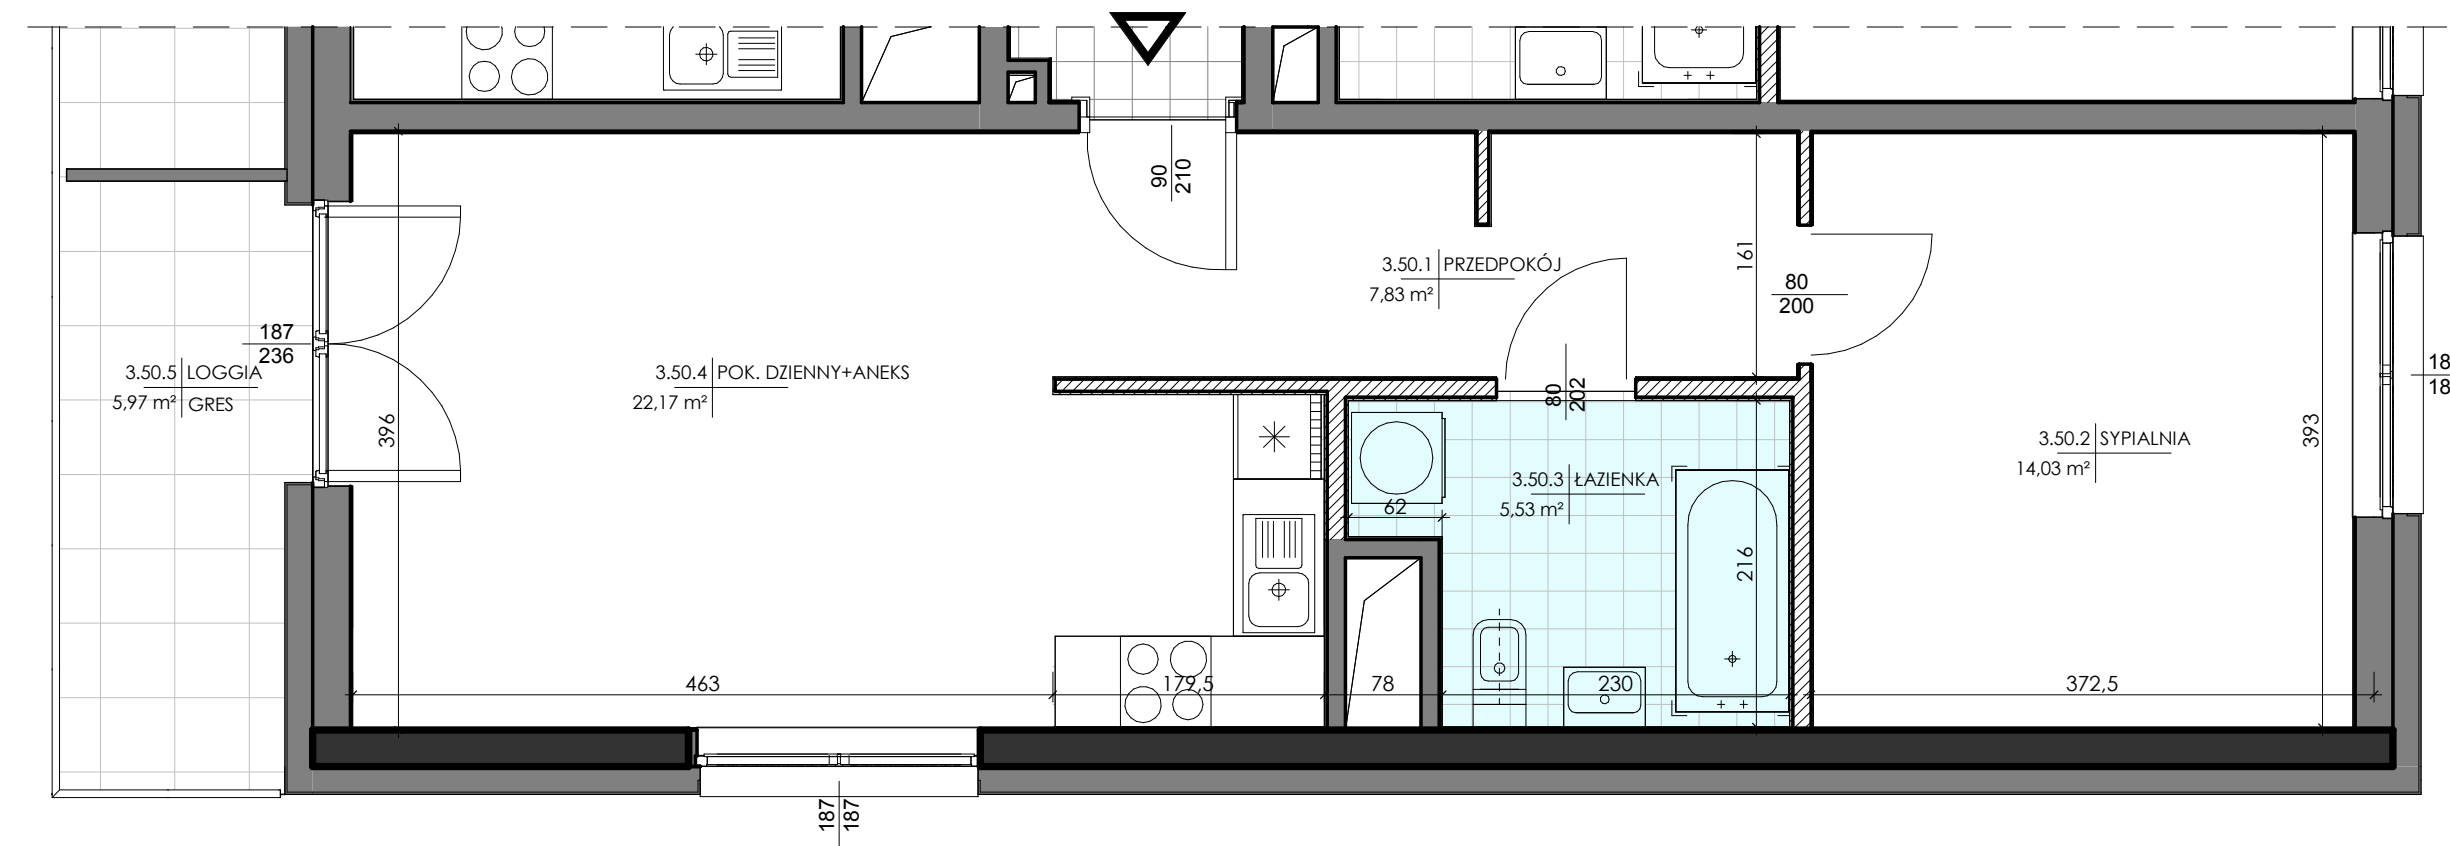 90
210
3.50.1 PRZEDPOKÓJ
7,83 m²
161
80
200
187
236
3.50.5 LOGGIA
5,97 m² GRES
3.50.4 POK. DZIENNY+ANEKS
22,17 m²
396
80
202
18
18
393
3.50.2 SYPIALNIA
14,03 m²
3.50.3 ŁAZIENKA
5,53 m²
62
216
463
179,5
78
230
372,5
187
187